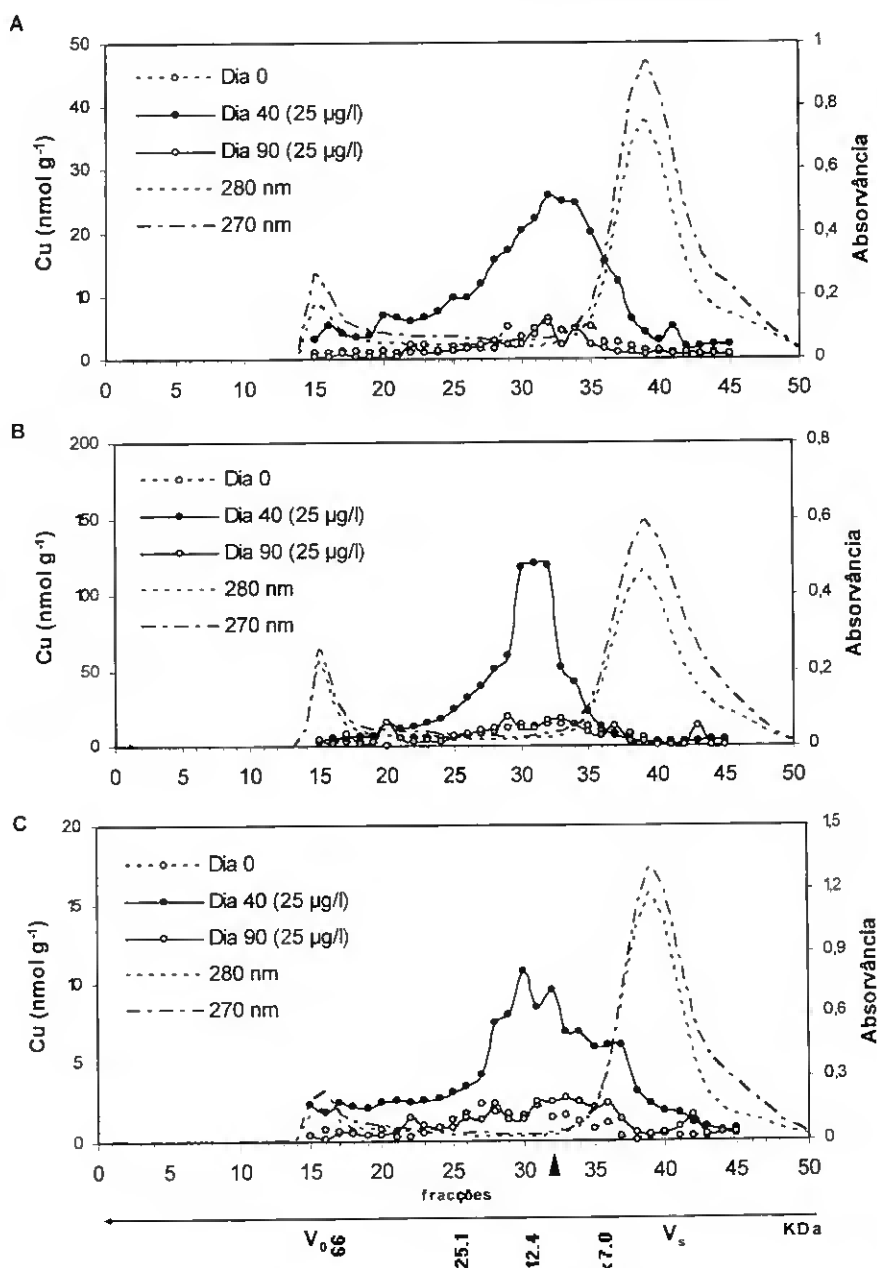 A
Cu (nmol g⁻¹)
50
40
30
20
10
0
Dia 0
Dia 40 (25 µg/l)
Dia 90 (25 µg/l)
280 nm
270 nm
1
0,8
0,6
0,4
0,2
0
Absorvância
0 5 10 15 20 25 30 35 40 45 50
B
Cu (nmol g⁻¹)
200
150
100
50
0
Dia 0
Dia 40 (25 µg/l)
Dia 90 (25 µg/l)
280 nm
270 nm
0,8
0,6
0,4
0,2
0
Absorvância
0 5 10 15 20 25 30 35 40 45 50
C
Cu (nmol g⁻¹)
20
15
10
5
0
Dia 0
Dia 40 (25 µg/l)
Dia 90 (25 µg/l)
280 nm
270 nm
1,5
1,2
0,9
0,6
0,3
0
Absorvância
0 5 10 15 20 25 30 35 40 45 50
fracções
V₀ 66 25.1 12.4 7.0 Vₛ KDa